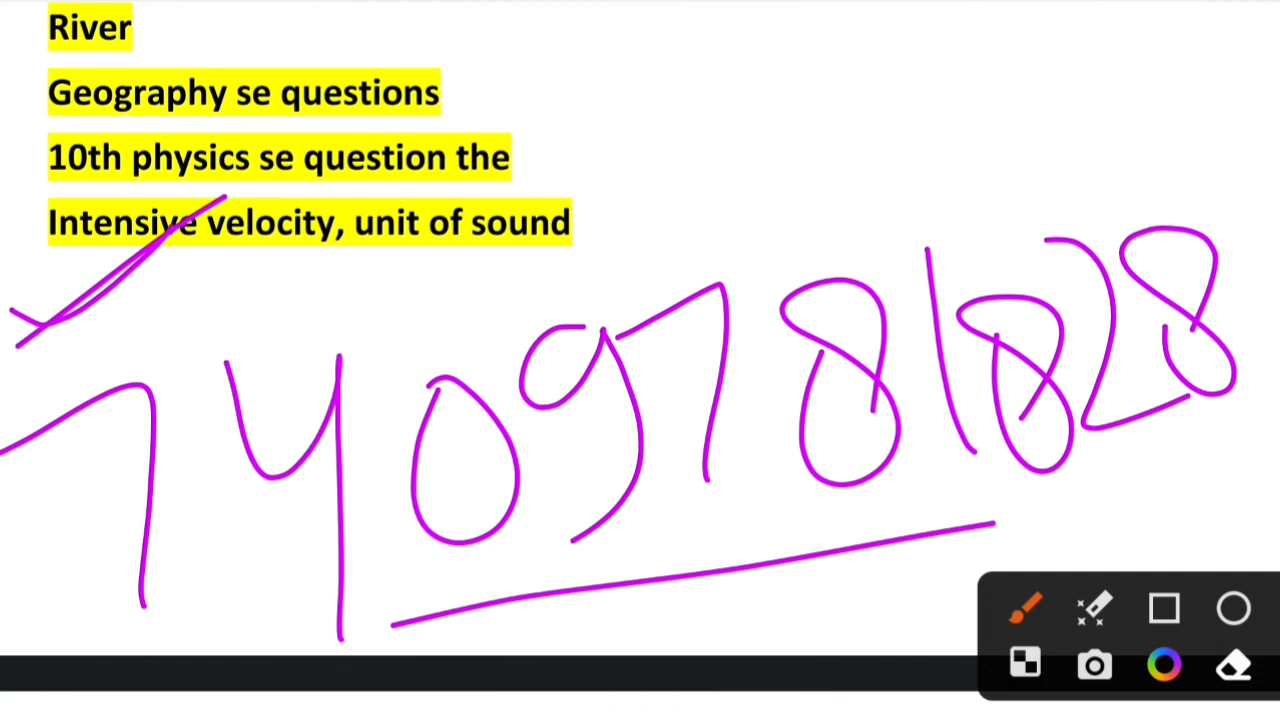 River
Geography se questions
10th physics se question the
Intensive velocity, unit of sound
7409781828